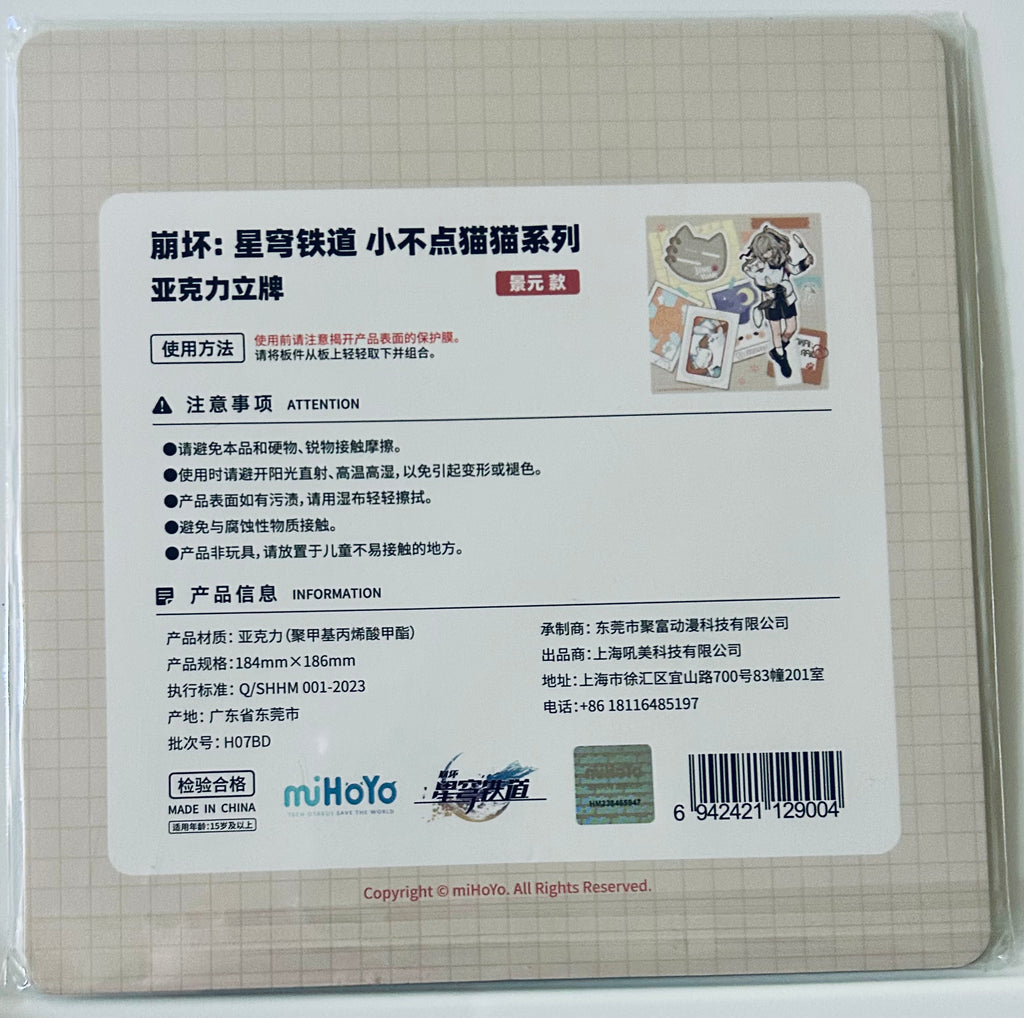 崩坏：星穹铁道 小不点猫猫系列
亚克力立牌
景元 款
使用方法
使用前请注意揭开产品表面的保护膜。
请将板件从板上轻轻取下并组合。
注意事项 ATTENTION
●请避免本品和硬物、锐物接触摩擦。
●使用时请避开阳光直射、高温高湿，以免引起变形或褪色。
●产品表面如有污渍，请用湿布轻轻擦拭。
●避免与腐蚀性物质接触。
●产品非玩具，请放置于儿童不易接触的地方。
产品信息 INFORMATION
产品材质：亚克力（聚甲基丙烯酸甲酯）
产品规格：184mm×186mm
执行标准：Q/SHHM 001-2023
产地：广东省东莞市
批次号：H07BD
承制商：东莞市聚富动漫科技有限公司
出品商：上海吼美科技有限公司
地址：上海市徐汇区宜山路700号83幢201室
电话：+86 18116485197
检验合格
MADE IN CHINA
适用年龄：15岁及以上
miHoYo
TECH OTAKUS SAVE THE WORLD
崩坏
星穹铁道
miHoYo
6 942421 129004
Copyright © miHoYo. All Rights Reserved.